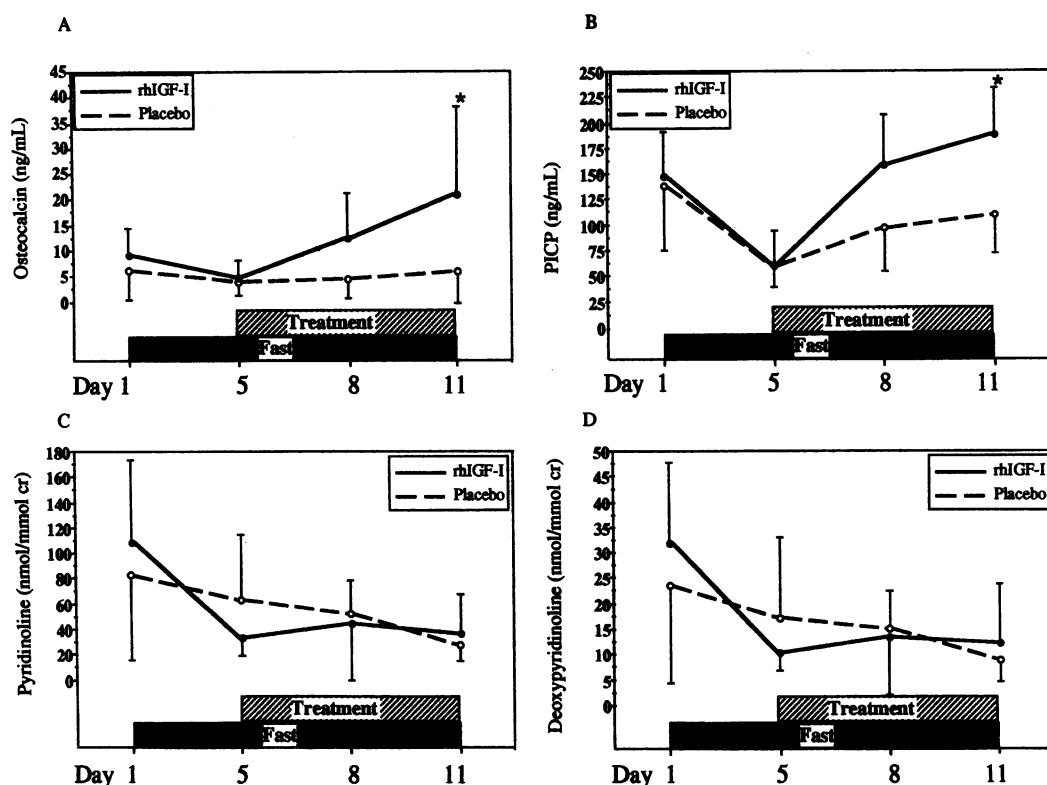 A
45
40
35
30
25
20
15
10
5
0
Osteocalcin (ng/mL)
rhIGF-I
Placebo
*
Treatment
Fast
Day 1 5 8 11
B
250
225
200
175
150
125
100
75
50
25
0
PICP (ng/mL)
rhIGF-I
Placebo
*
Treatment
Fast
Day 1 5 8 11
C
180
160
140
120
100
80
60
40
20
0
Pyridinoline (nmol/mmol cr)
rhIGF-I
Placebo
Treatment
Fast
Day 1 5 8 11
D
50
45
40
35
30
25
20
15
10
5
0
Deoxypyridinoline (nmol/mmol cr)
rhIGF-I
Placebo
Treatment
Fast
Day 1 5 8 11